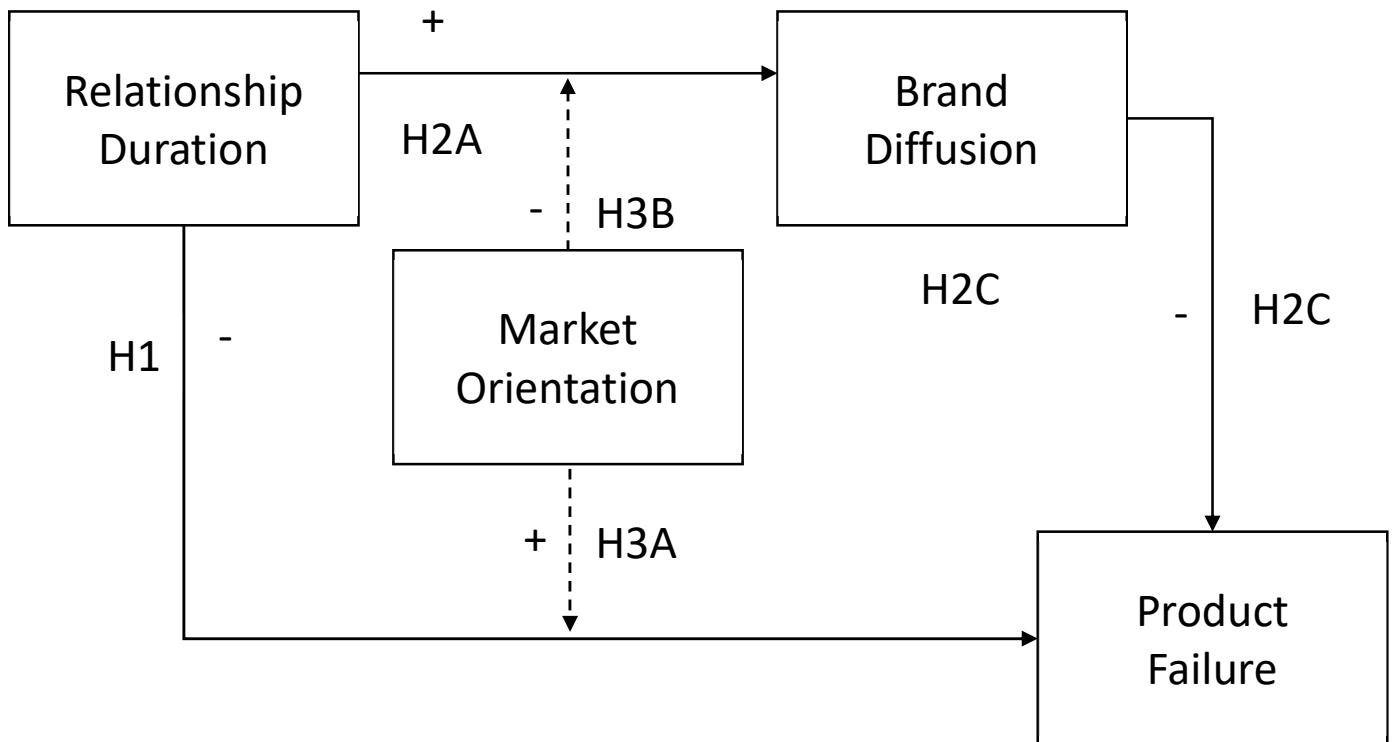 +
Relationship
Duration
Brand
Diffusion
H2A
-
H3B
H2C
-
H2C
H1
-
Market
Orientation
+
H3A
Product
Failure